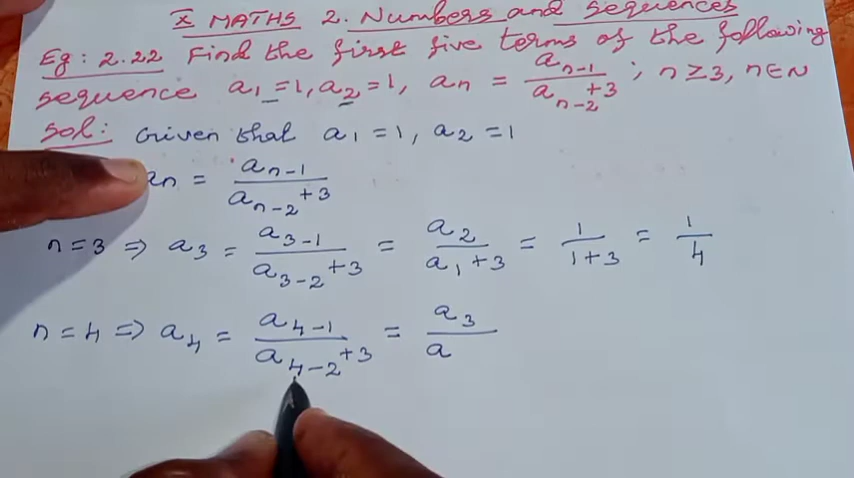 X MATHS 2. Numbers and sequences
Eg: 2.22 Find the first five terms of the following
sequence a₁ = 1, a₂ = 1, aₙ = aₙ₋₁ / (aₙ₋₂ + 3) ; n ≥ 3, n ∈ N
Sol: Given that a₁ = 1, a₂ = 1
aₙ = aₙ₋₁ / (aₙ₋₂ + 3)
n = 3 ⇒ a₃ = a₃₋₁ / (a₃₋₂ + 3) = a₂ / (a₁ + 3) = 1 / (1 + 3) = 1/4
n = 4 ⇒ a₄ = a₄₋₁ / (a₄₋₂ + 3) = a₃ / a